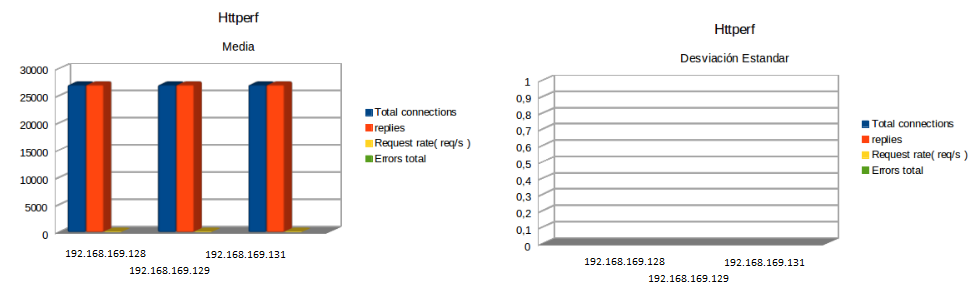 Httperf
Media
30000
25000
20000
15000
10000
5000
0
192.168.169.128
192.168.169.129
192.168.169.131
Total connections
replies
Request rate( req/s )
Errors total
Httperf
Desviación Estandar
1
0,9
0,8
0,7
0,6
0,5
0,4
0,3
0,2
0,1
0
192.168.169.128
192.168.169.129
192.168.169.131
Total connections
replies
Request rate( req/s )
Errors total